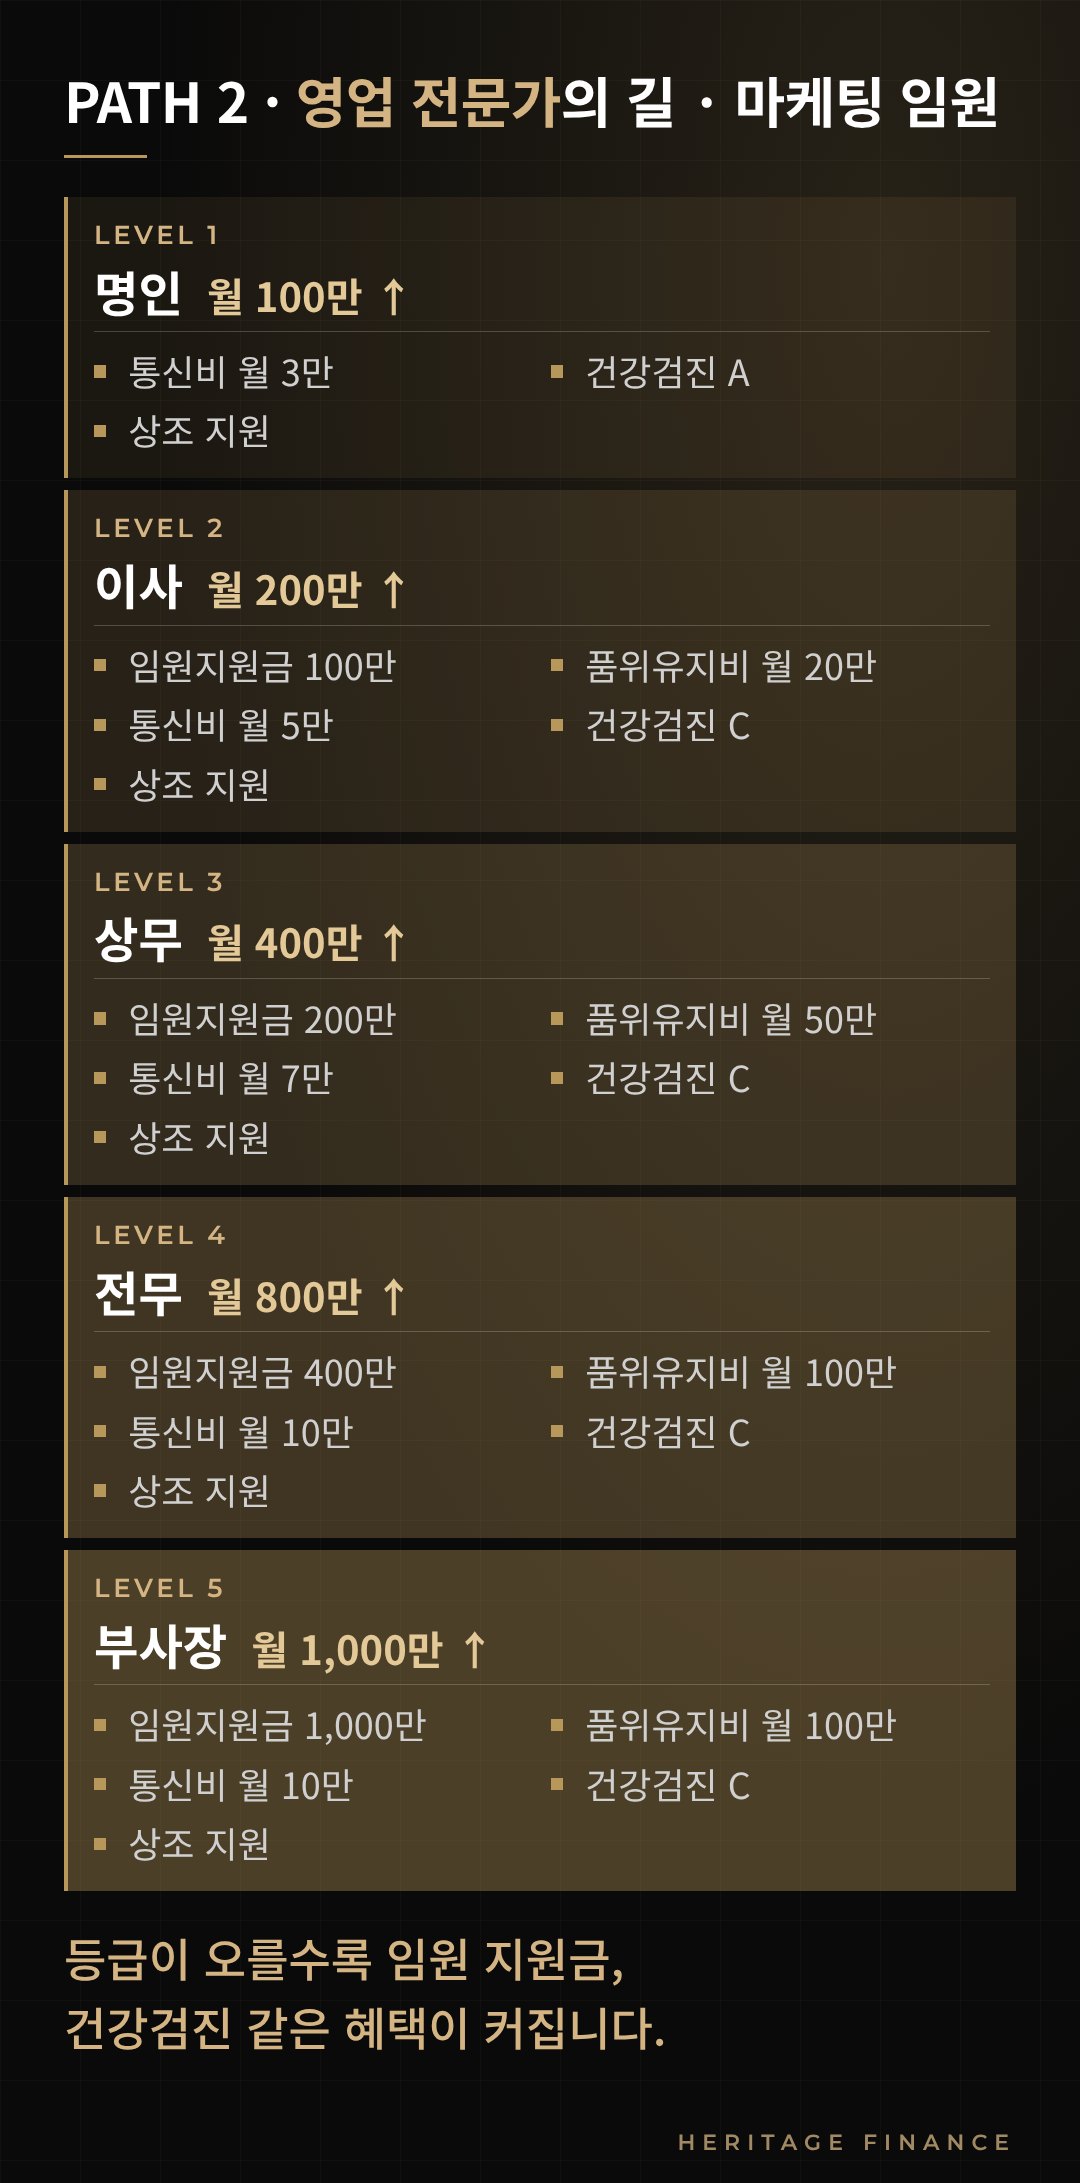 PATH 2 · 영업 전문가의 길 · 마케팅 임원
LEVEL 1
명인 월 100만 ↑
통신비 월 3만
건강검진 A
상조 지원
LEVEL 2
이사 월 200만 ↑
임원지원금 100만
품위유지비 월 20만
통신비 월 5만
건강검진 C
상조 지원
LEVEL 3
상무 월 400만 ↑
임원지원금 200만
품위유지비 월 50만
통신비 월 7만
건강검진 C
상조 지원
LEVEL 4
전무 월 800만 ↑
임원지원금 400만
품위유지비 월 100만
통신비 월 10만
건강검진 C
상조 지원
LEVEL 5
부사장 월 1,000만 ↑
임원지원금 1,000만
품위유지비 월 100만
통신비 월 10만
건강검진 C
상조 지원
등급이 오를수록 임원 지원금,
건강검진 같은 혜택이 커집니다.
HERITAGE FINANCE